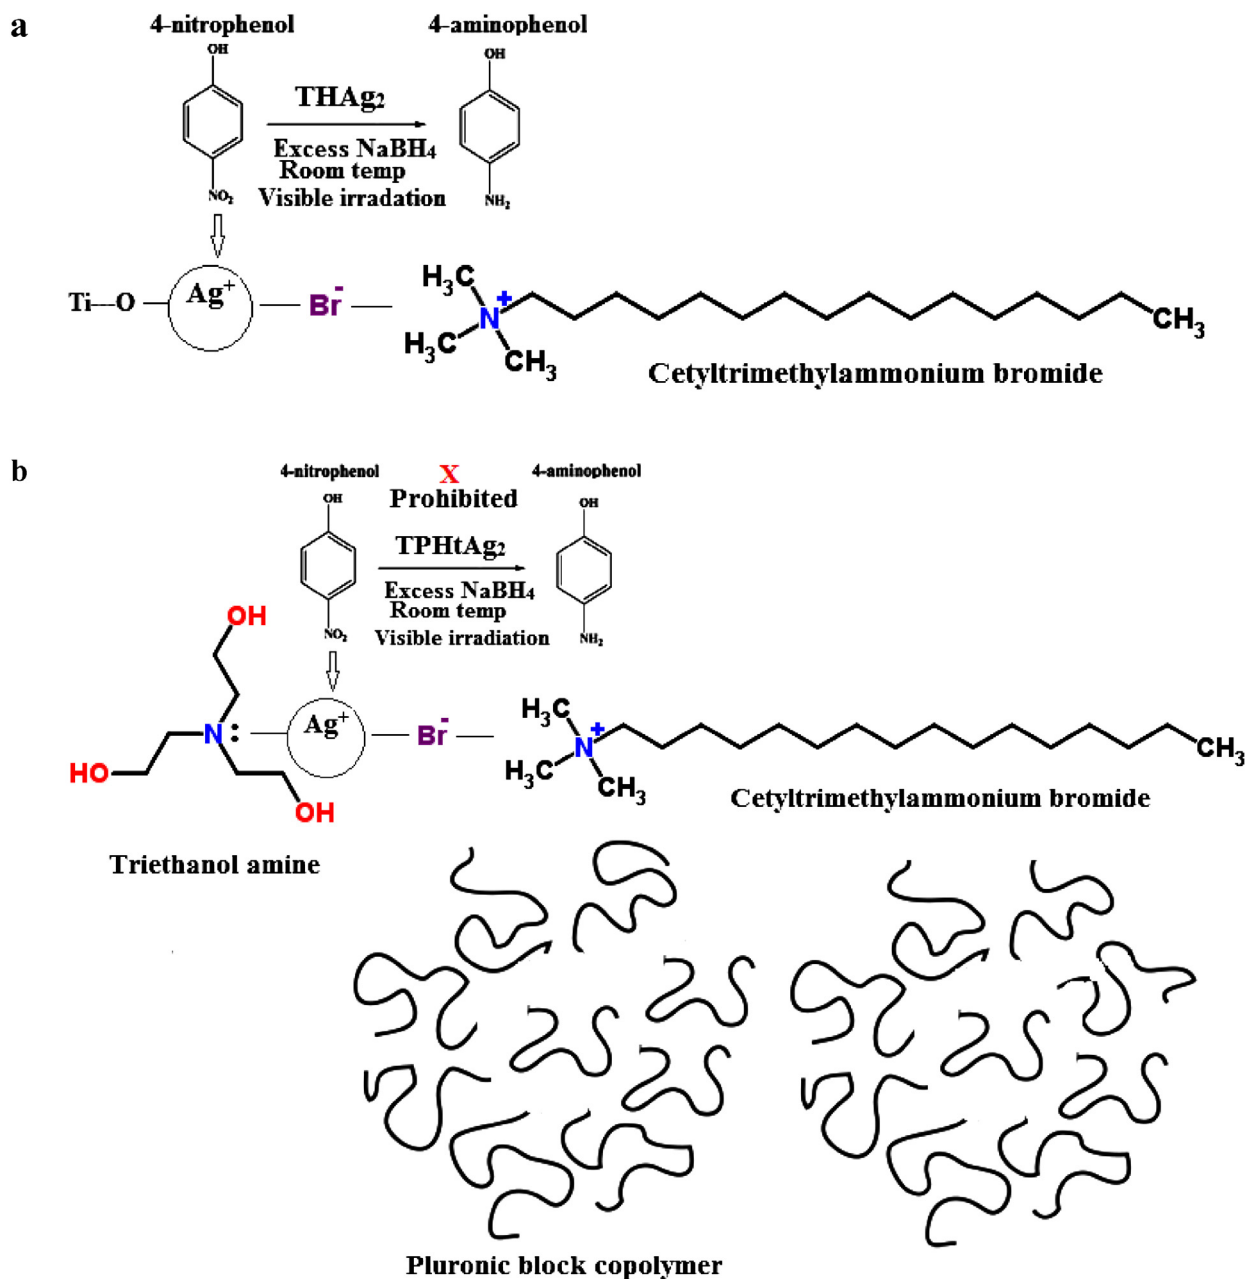 a
4-nitrophenol
4-aminophenol
OH
OH
THAg2
Excess NaBH4
Room temp
Visible irradation
NO2
NH2
Ti—O
Ag+
Br-
H3C
N+
H3C
CH3
CH3
Cetyltrimethylammonium bromide
b
4-nitrophenol
X
4-aminophenol
Prohibited
OH
OH
TPHtAg2
Excess NaBH4
Room temp
Visible irradiation
NO2
NH2
OH
N:
HO
OH
Ag+
Br-
H3C
N+
H3C
CH3
CH3
Cetyltrimethylammonium bromide
Triethanol amine
Pluronic block copolymer